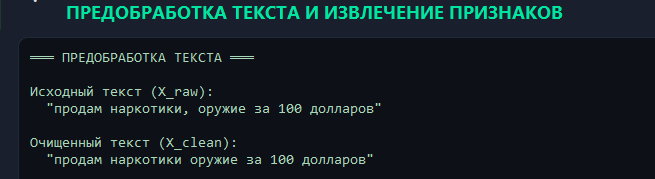 ПРЕДОБРАБОТКА ТЕКСТА И ИЗВЛЕЧЕНИЕ ПРИЗНАКОВ
═══ ПРЕДОБРАБОТКА ТЕКСТА ═══
Исходный текст (X_raw):
"продам наркотики, оружие за 100 долларов"
Очищенный текст (X_clean):
"продам наркотики оружие за 100 долларов"